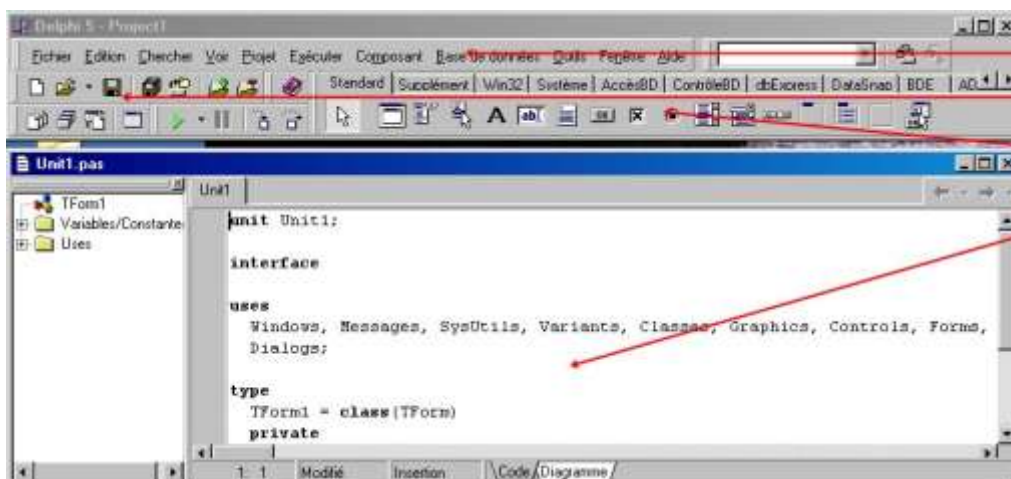 Delphi 5 - Project1
Fichier Edition Chercher Voir Projet Exécuter Composant Base de données Outils Fenêtre Aide
Standard Supplément Win32 Système AccèsBD ContrôleBD dbExpress DataSnap BDE AD
A ab
Unit1.pas
TForm1
Variables/Constante
Uses
Unit1
unit Unit1;
interface
uses
Windows, Messages, SysUtils, Variants, Classes, Graphics, Controls, Forms,
Dialogs;
type
TForm1 = class(TForm)
private
1: 1 Modifié Insertion Code Diagramme